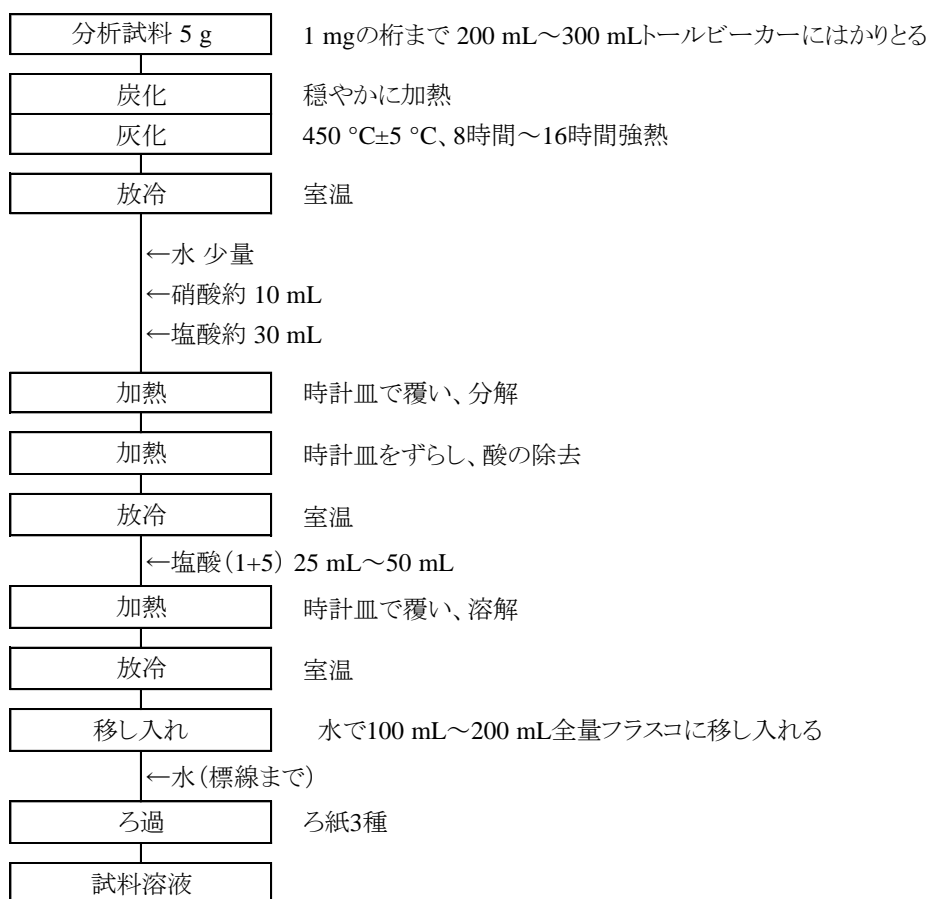 分析試料 5 g 1 mgの桁まで 200 mL～300 mLトールビーカーにはかりとる
炭化 穏やかに加熱
灰化 450 °C±5 °C、8時間～16時間強熱
放冷 室温
←水 少量
←硝酸約 10 mL
←塩酸約 30 mL
加熱 時計皿で覆い、分解
加熱 時計皿をずらし、酸の除去
放冷 室温
←塩酸（1+5） 25 mL～50 mL
加熱 時計皿で覆い、溶解
放冷 室温
移し入れ 水で100 mL～200 mL全量フラスコに移し入れる
←水（標線まで）
ろ過 ろ紙3種
試料溶液